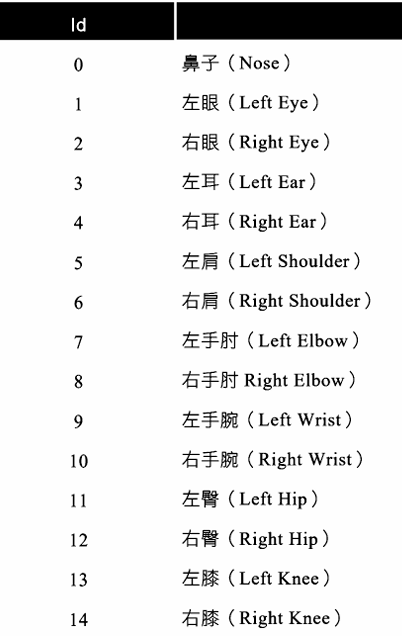 Id
0 鼻子（Nose）
1 左眼（Left Eye）
2 右眼（Right Eye）
3 左耳（Left Ear）
4 右耳（Right Ear）
5 左肩（Left Shoulder）
6 右肩（Right Shoulder）
7 左手肘（Left Elbow）
8 右手肘 Right Elbow）
9 左手腕（Left Wrist）
10 右手腕（Right Wrist）
11 左臀（Left Hip）
12 右臀（Right Hip）
13 左膝（Left Knee）
14 右膝（Right Knee）